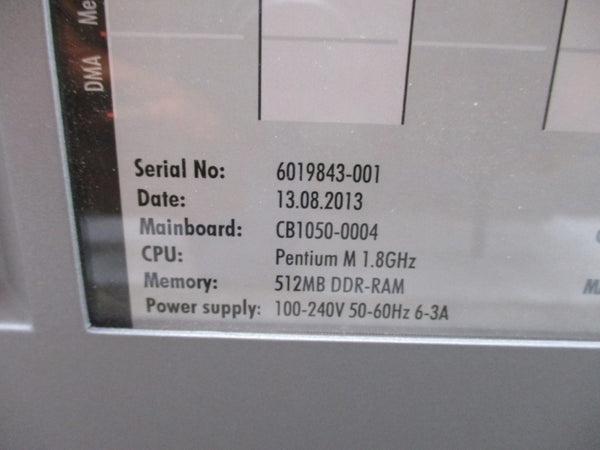 Me
DMA
Serial No: 6019843-001
Date: 13.08.2013
Mainboard: CB1050-0004
CPU: Pentium M 1.8GHz
Memory: 512MB DDR-RAM
Power supply: 100-240V 50-60Hz 6-3A